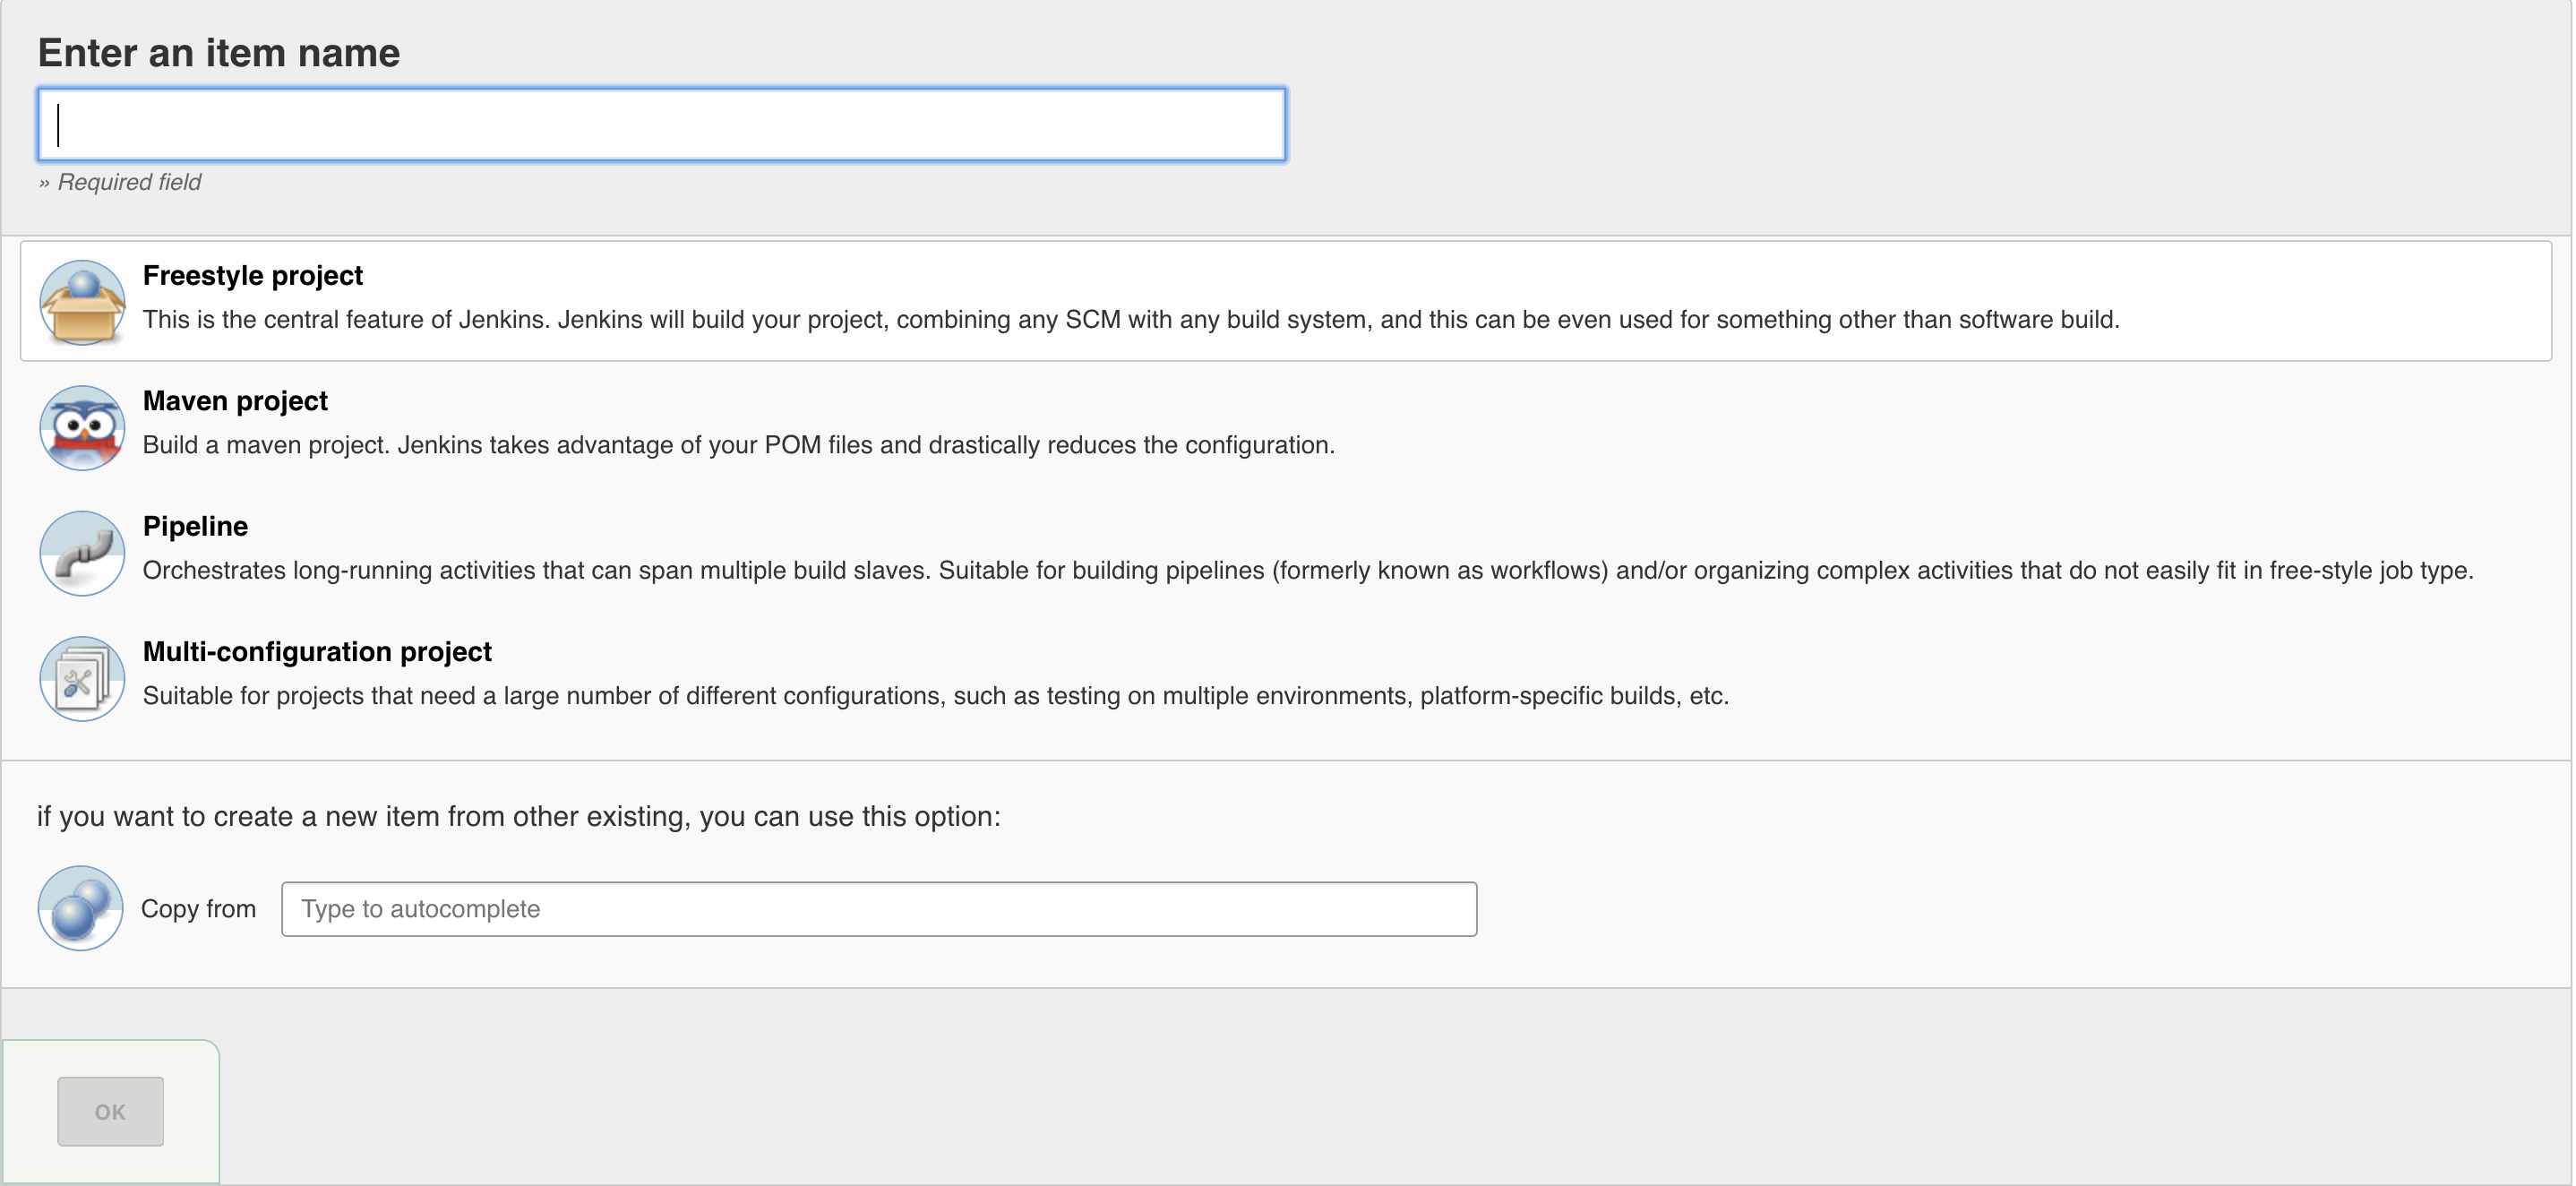 Enter an item name
» Required field
Freestyle project
This is the central feature of Jenkins. Jenkins will build your project, combining any SCM with any build system, and this can be even used for something other than software build.
Maven project
Build a maven project. Jenkins takes advantage of your POM files and drastically reduces the configuration.
Pipeline
Orchestrates long-running activities that can span multiple build slaves. Suitable for building pipelines (formerly known as workflows) and/or organizing complex activities that do not easily fit in free-style job type.
Multi-configuration project
Suitable for projects that need a large number of different configurations, such as testing on multiple environments, platform-specific builds, etc.
if you want to create a new item from other existing, you can use this option:
Copy from Type to autocomplete
OK